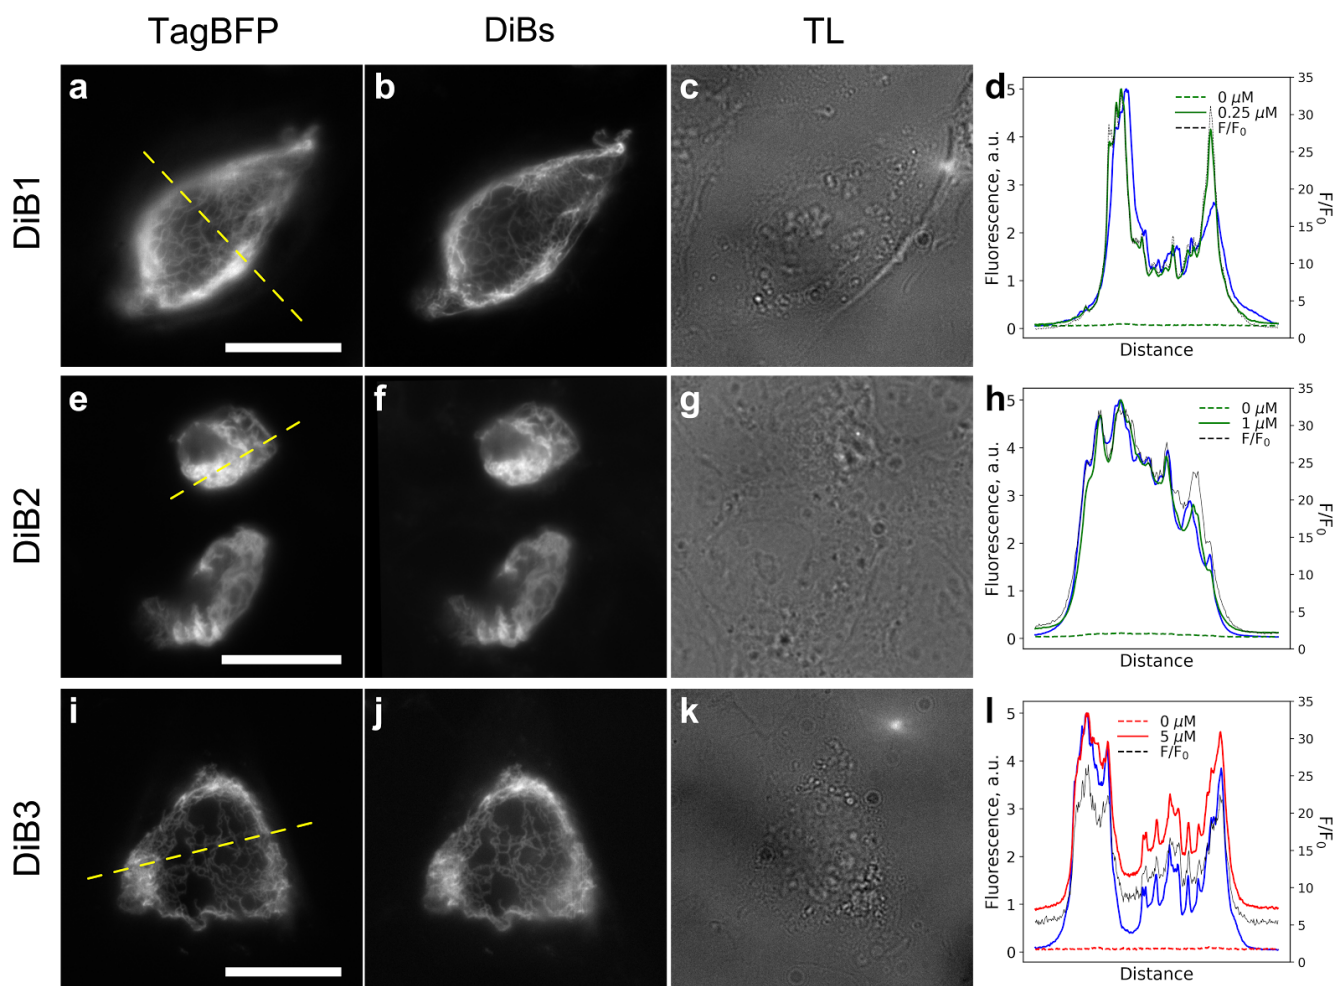 TagBFP DiBs TL
DiB1
a b c d
5
4
3
2
1
0
Fluorescence, a.u.
35
30
25
20
15
10
5
0
F/F0
0 µM
0.25 µM
F/F0
Distance
DiB2
e f g h
5
4
3
2
1
0
Fluorescence, a.u.
35
30
25
20
15
10
5
0
F/F0
0 µM
1 µM
F/F0
Distance
DiB3
i j k l
5
4
3
2
1
0
Fluorescence, a.u.
35
30
25
20
15
10
5
0
F/F0
0 µM
5 µM
F/F0
Distance